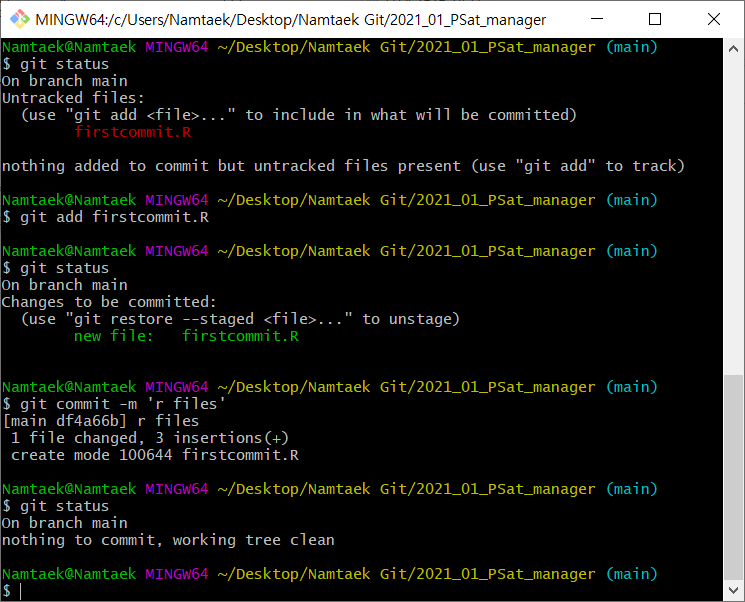 MINGW64:/c/Users/Namtaek/Desktop/Namtaek Git/2021_01_PSat_manager
Namtaek@Namtaek MINGW64 ~/Desktop/Namtaek Git/2021_01_PSat_manager (main)
$ git status
On branch main
Untracked files:
  (use "git add <file>..." to include in what will be committed)
        firstcommit.R

nothing added to commit but untracked files present (use "git add" to track)

Namtaek@Namtaek MINGW64 ~/Desktop/Namtaek Git/2021_01_PSat_manager (main)
$ git add firstcommit.R

Namtaek@Namtaek MINGW64 ~/Desktop/Namtaek Git/2021_01_PSat_manager (main)
$ git status
On branch main
Changes to be committed:
  (use "git restore --staged <file>..." to unstage)
        new file:   firstcommit.R


Namtaek@Namtaek MINGW64 ~/Desktop/Namtaek Git/2021_01_PSat_manager (main)
$ git commit -m 'r files'
[main df4a66b] r files
 1 file changed, 3 insertions(+)
 create mode 100644 firstcommit.R

Namtaek@Namtaek MINGW64 ~/Desktop/Namtaek Git/2021_01_PSat_manager (main)
$ git status
On branch main
nothing to commit, working tree clean

Namtaek@Namtaek MINGW64 ~/Desktop/Namtaek Git/2021_01_PSat_manager (main)
$